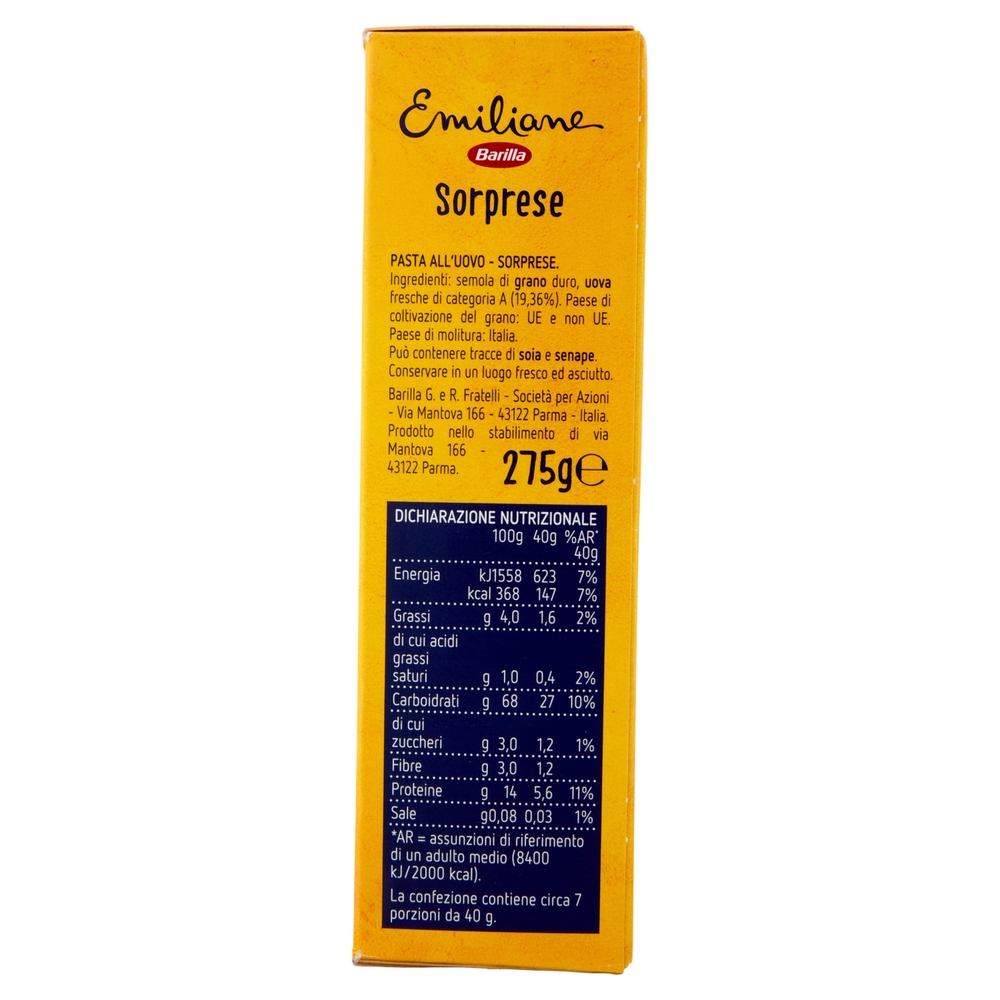 Emiliane
Barilla
Sorprese
PASTA ALL'UOVO - SORPRESE.
Ingredienti: semola di grano duro, uova
fresche di categoria A (19,36%). Paese di
coltivazione del grano: UE e non UE.
Paese di molitura: Italia.
Può contenere tracce di soia e senape.
Conservare in un luogo fresco ed asciutto.
Barilla G. e R. Fratelli - Società per Azioni
- Via Mantova 166 - 43122 Parma - Italia.
Prodotto nello stabilimento di via
Mantova 166 -
43122 Parma.
275g℮
DICHIARAZIONE NUTRIZIONALE
100g 40g %AR*
40g
Energia kJ1558 623 7%
kcal 368 147 7%
Grassi g 4,0 1,6 2%
di cui acidi
grassi
saturi g 1,0 0,4 2%
Carboidrati g 68 27 10%
di cui
zuccheri g 3,0 1,2 1%
Fibre g 3,0 1,2
Proteine g 14 5,6 11%
Sale g0,08 0,03 1%
*AR = assunzioni di riferimento
di un adulto medio (8400
kJ/2000 kcal).
La confezione contiene circa 7
porzioni da 40 g.